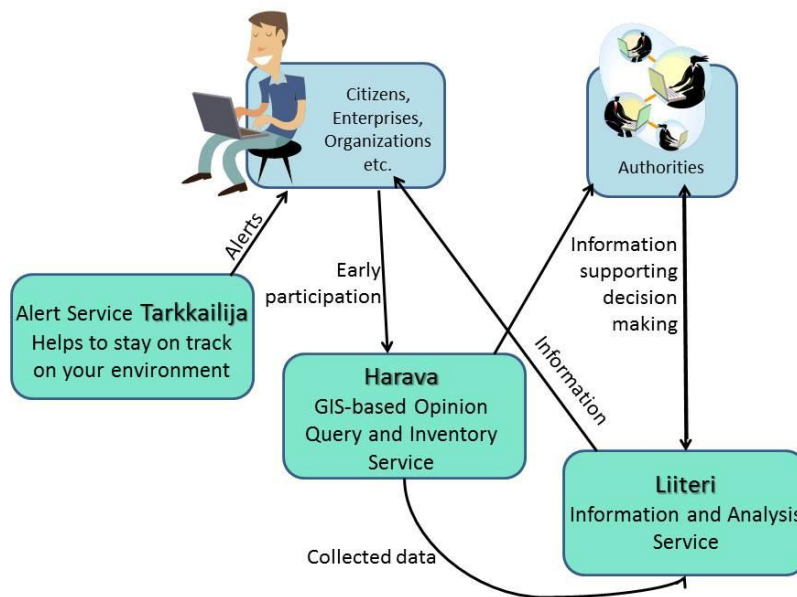 Citizens,
Enterprises,
Organizations
etc.
Authorities
Alerts
Early
participation
Information
supporting
decision
making
Alert Service Tarkkailija
Helps to stay on track
on your environment
Information
Harava
GIS-based Opinion
Query and Inventory
Service
Liiteri
Information and Analysis
Service
Collected data